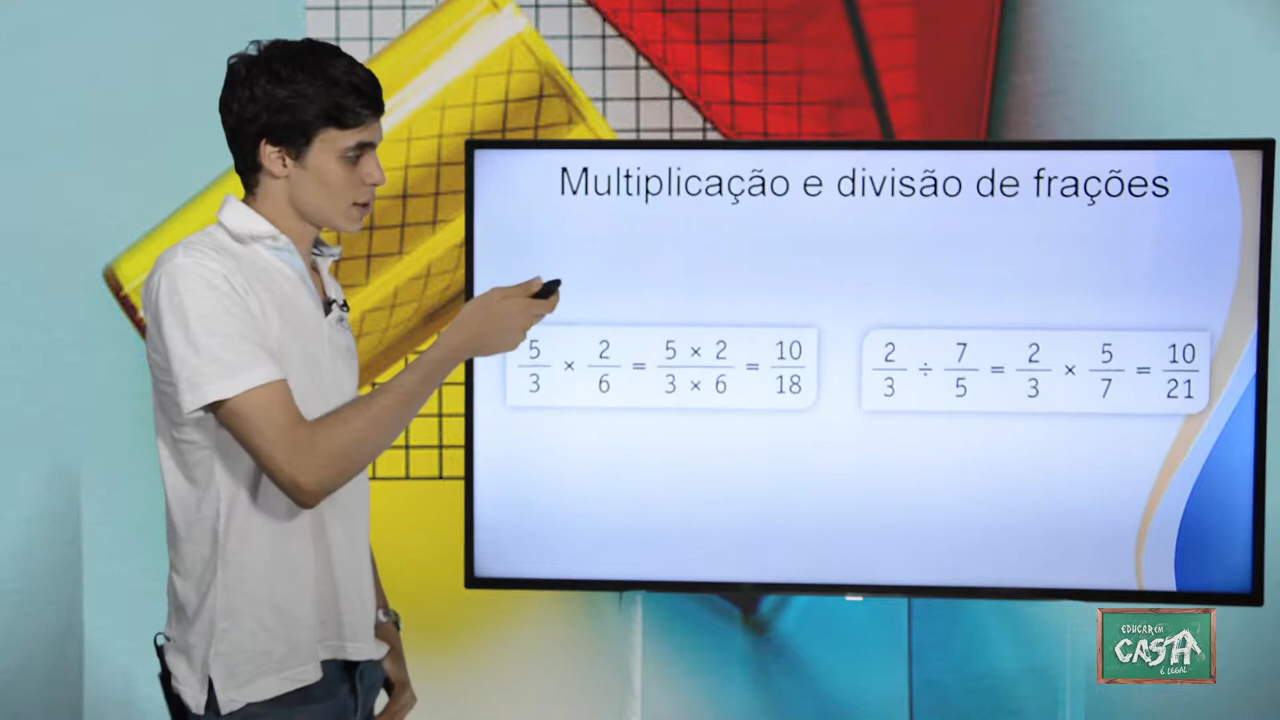 Multiplicação e divisão de frações
5/3 × 2/6 = 5 × 2/3 × 6 = 10/18
2/3 ÷ 7/5 = 2/3 × 5/7 = 10/21
EDUCAR EM
CASA
É LEGAL